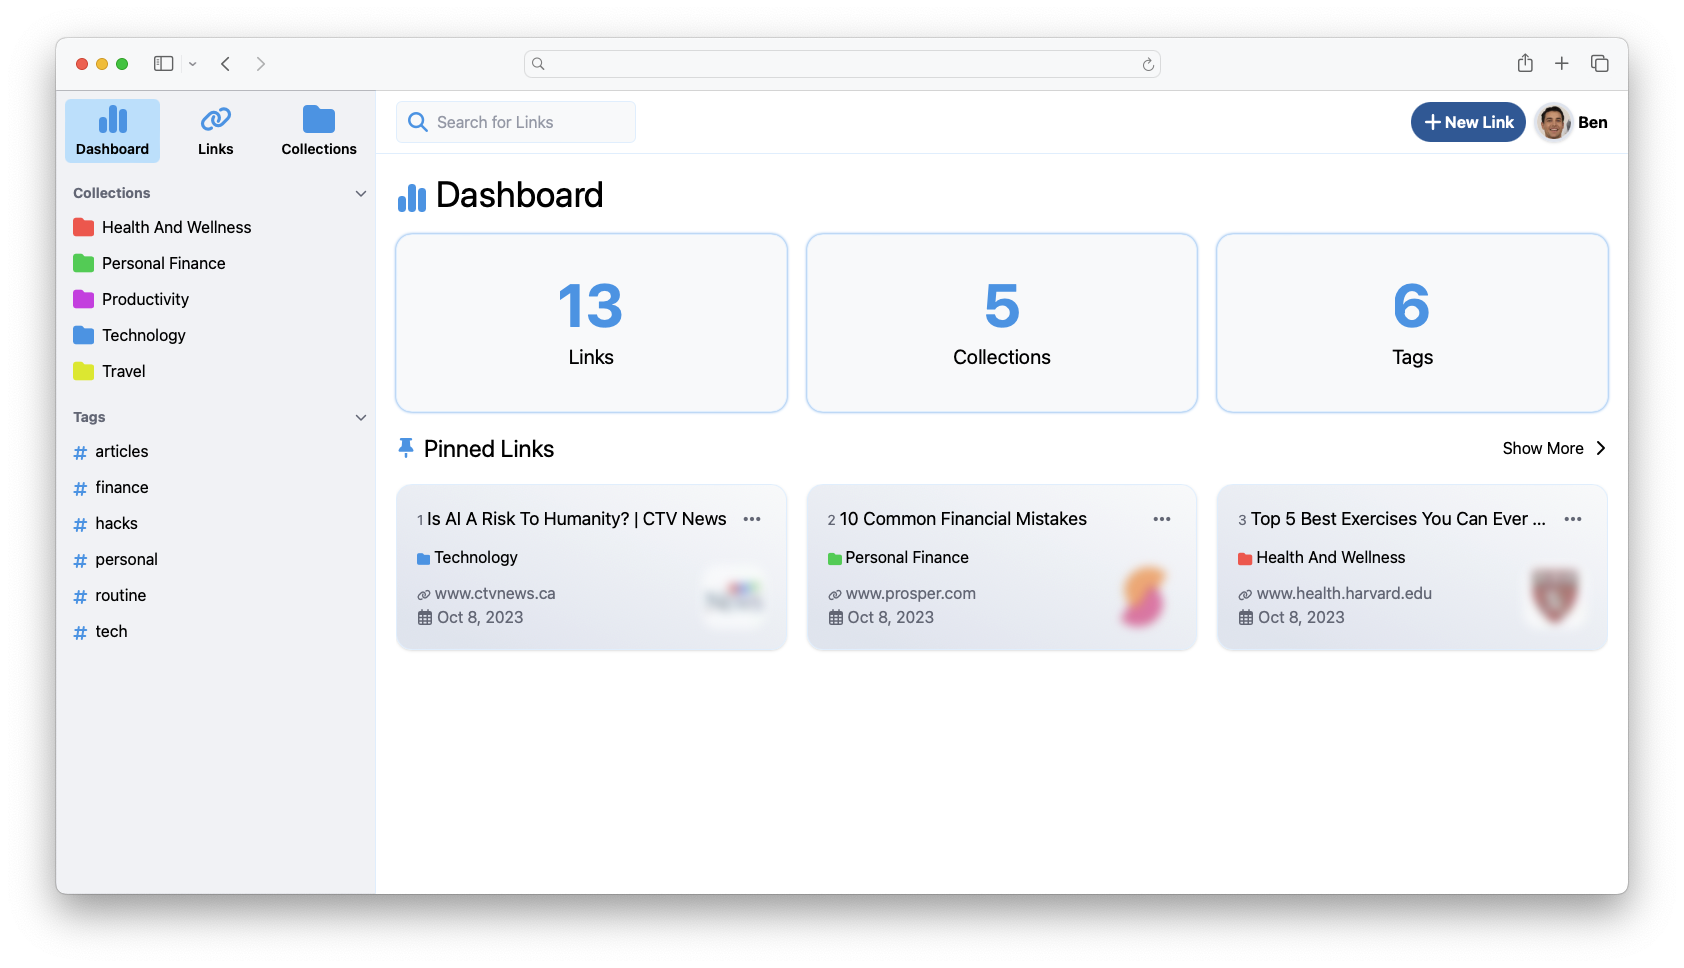 Dashboard
Links
Collections
Search for Links
New Link
Ben
Collections
Health And Wellness
Personal Finance
Productivity
Technology
Travel
Tags
# articles
# finance
# hacks
# personal
# routine
# tech
Dashboard
13
Links
5
Collections
6
Tags
Pinned Links
Show More
1 Is AI A Risk To Humanity? | CTV News
Technology
www.ctvnews.ca
Oct 8, 2023
2 10 Common Financial Mistakes
Personal Finance
www.prosper.com
Oct 8, 2023
3 Top 5 Best Exercises You Can Ever ...
Health And Wellness
www.health.harvard.edu
Oct 8, 2023